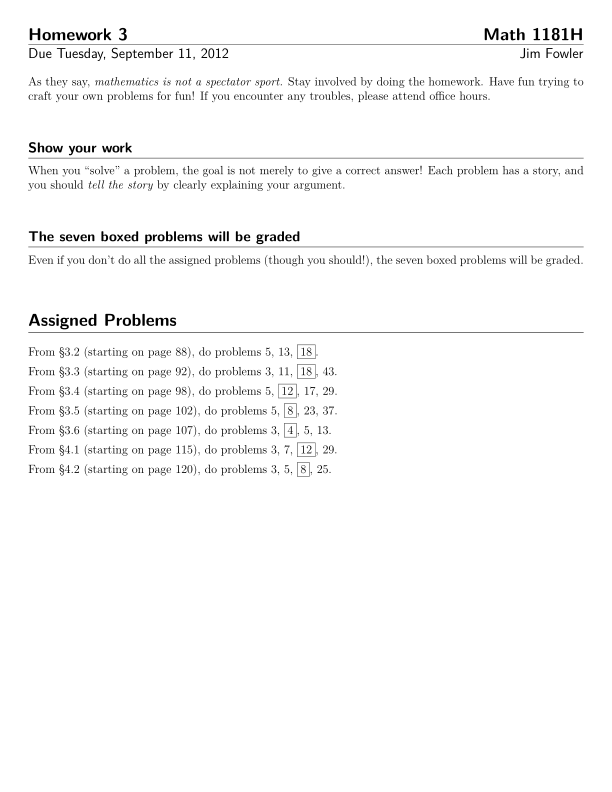 Homework 3 Math 1181H
Due Tuesday, September 11, 2012 Jim Fowler
As they say, mathematics is not a spectator sport. Stay involved by doing the homework. Have fun trying to
craft your own problems for fun! If you encounter any troubles, please attend office hours.
Show your work
When you “solve” a problem, the goal is not merely to give a correct answer! Each problem has a story, and
you should tell the story by clearly explaining your argument.
The seven boxed problems will be graded
Even if you don't do all the assigned problems (though you should!), the seven boxed problems will be graded.
Assigned Problems
From §3.2 (starting on page 88), do problems 5, 13, 18.
From §3.3 (starting on page 92), do problems 3, 11, 18, 43.
From §3.4 (starting on page 98), do problems 5, 12, 17, 29.
From §3.5 (starting on page 102), do problems 5, 8, 23, 37.
From §3.6 (starting on page 107), do problems 3, 4, 5, 13.
From §4.1 (starting on page 115), do problems 3, 7, 12, 29.
From §4.2 (starting on page 120), do problems 3, 5, 8, 25.